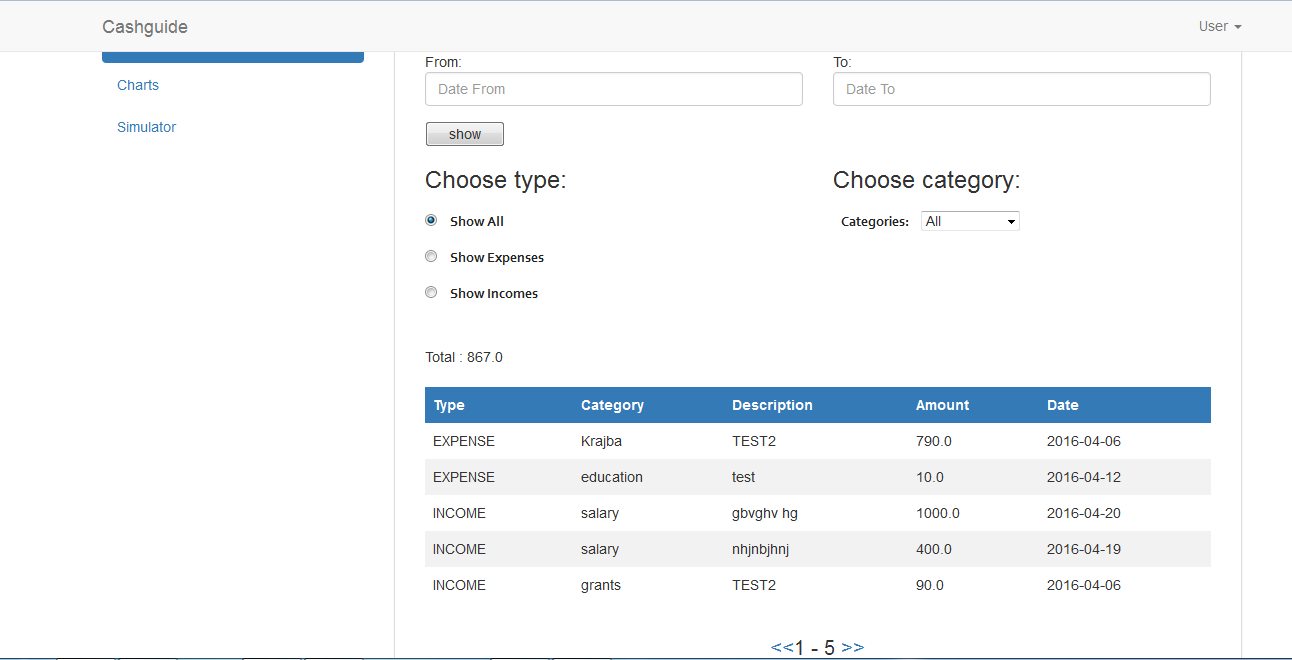 Cashguide User
Charts
Simulator
From: To:
Date From Date To
show
Choose type: Choose category:
Show All Categories: All
Show Expenses
Show Incomes
Total : 867.0
Type Category Description Amount Date
EXPENSE Krajba TEST2 790.0 2016-04-06
EXPENSE education test 10.0 2016-04-12
INCOME salary gbvghv hg 1000.0 2016-04-20
INCOME salary nhjnbjhnj 400.0 2016-04-19
INCOME grants TEST2 90.0 2016-04-06
<<1 - 5 >>